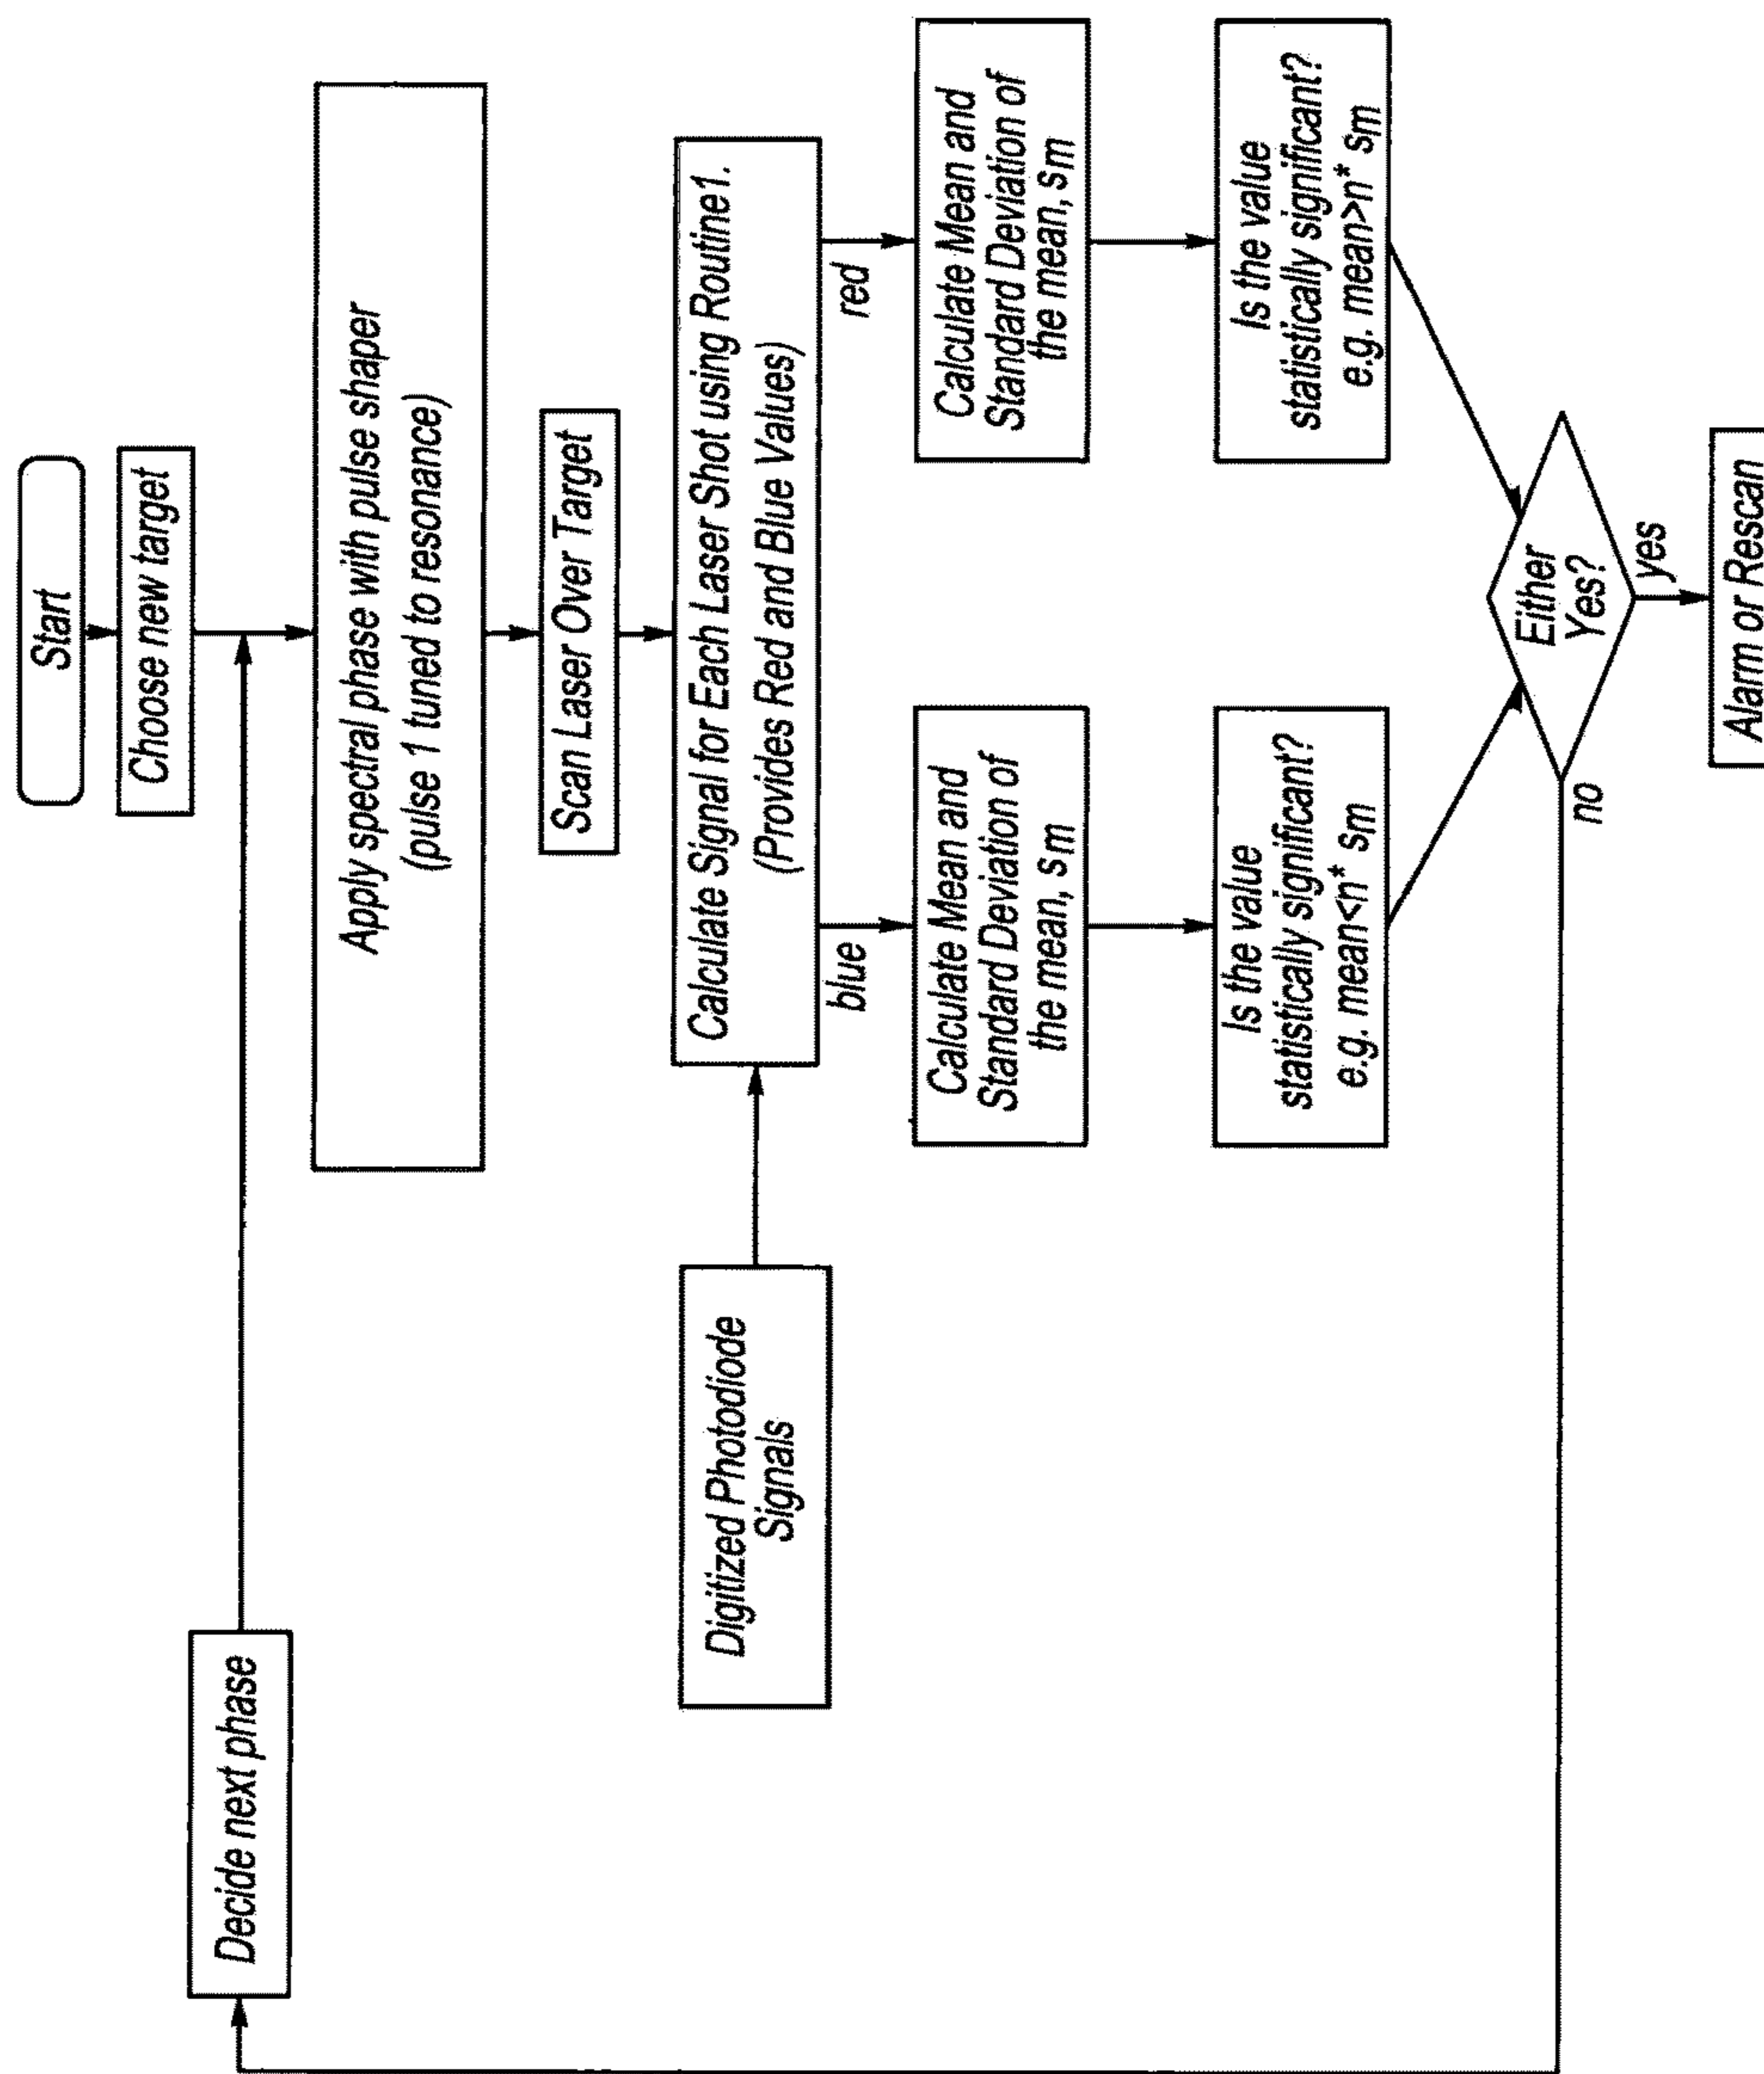 Start
Choose new target
Decide next phase
Apply spectral phase with pulse shaper
(pulse 1 tuned to resonance)
Scan Laser Over Target
Digitized Photodiode
Signals
Calculate Signal for Each Laser Shot using Routine1.
(Provides Red and Blue Values)
blue
red
Calculate Mean and
Standard Deviation of
the mean, sm
Calculate Mean and
Standard Deviation of
the mean, sm
Is the value
statistically significant?
e.g. mean<n* sm
Is the value
statistically significant?
e.g. mean>n* sm
Either
Yes?
no
yes
Alarm or Rescan